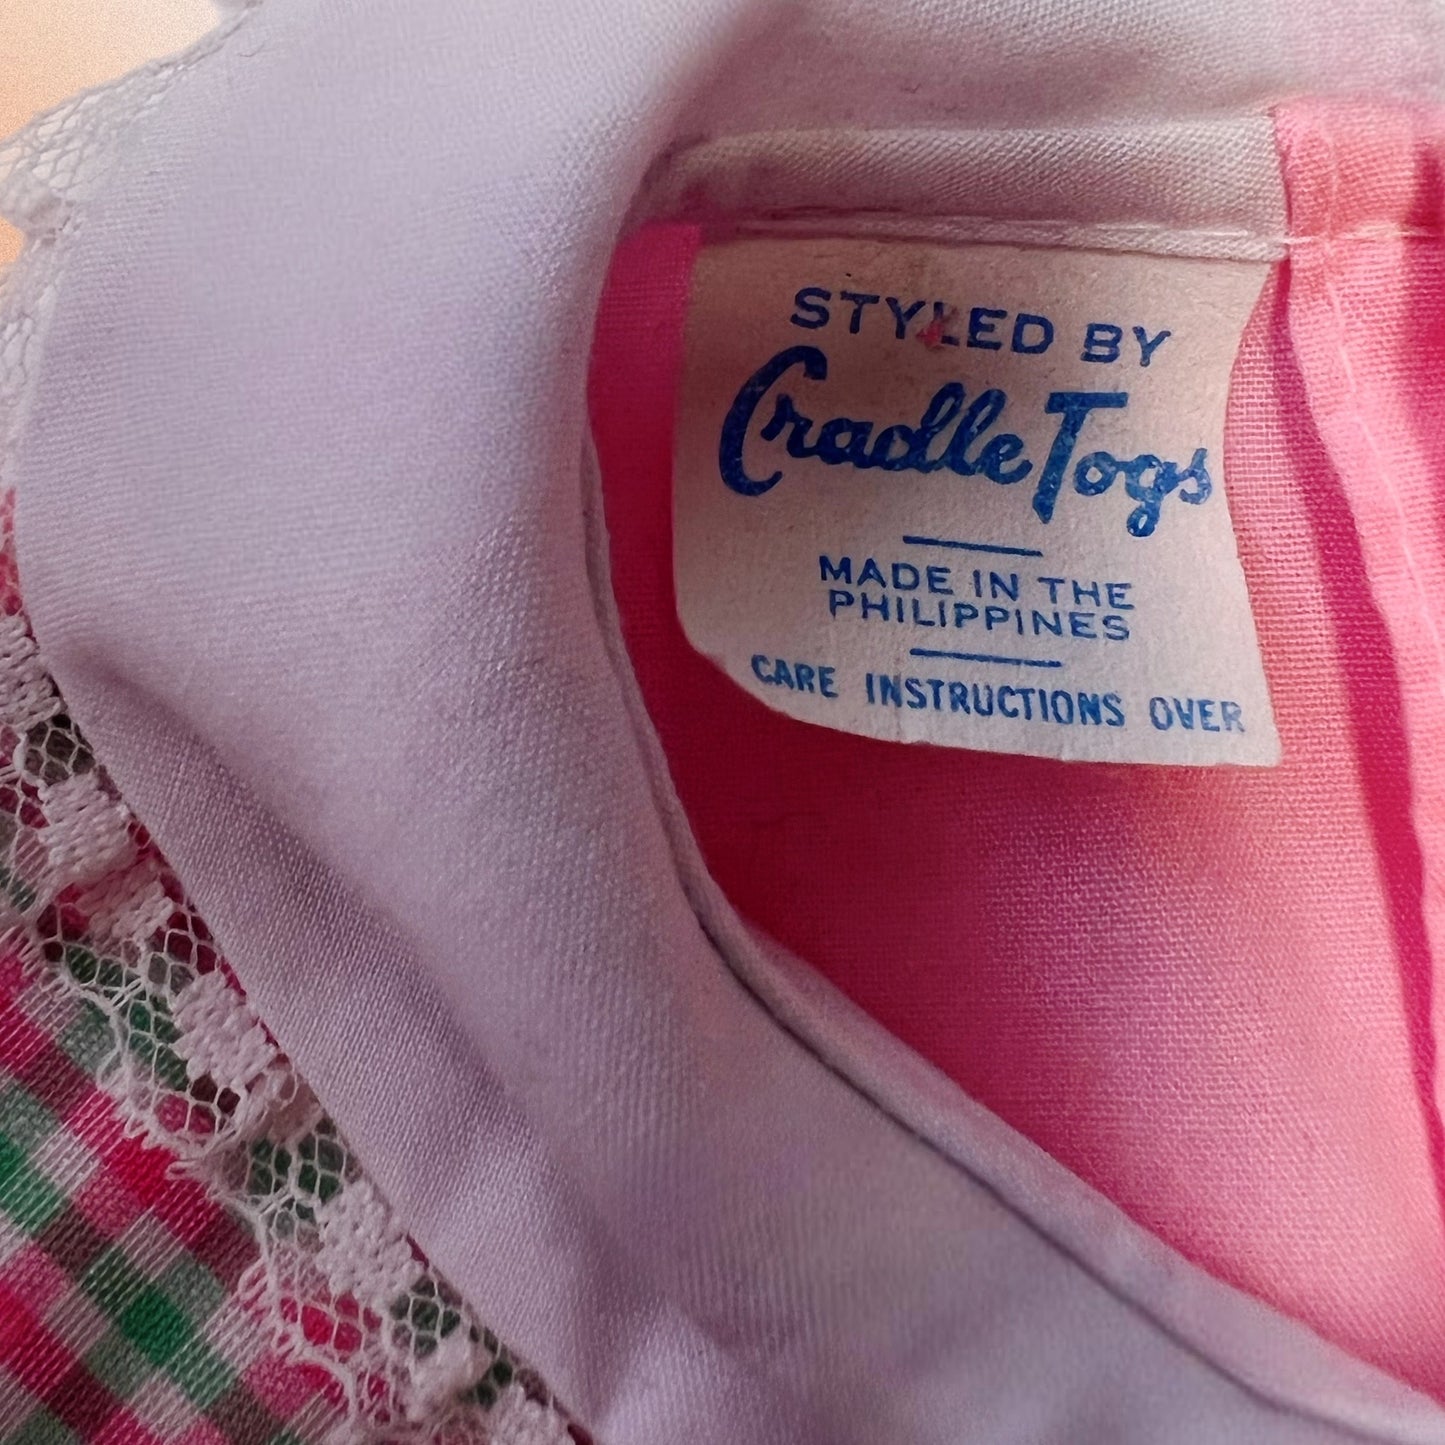 STYLED BY
Cradle Togs
MADE IN THE
PHILIPPINES
CARE INSTRUCTIONS OVER